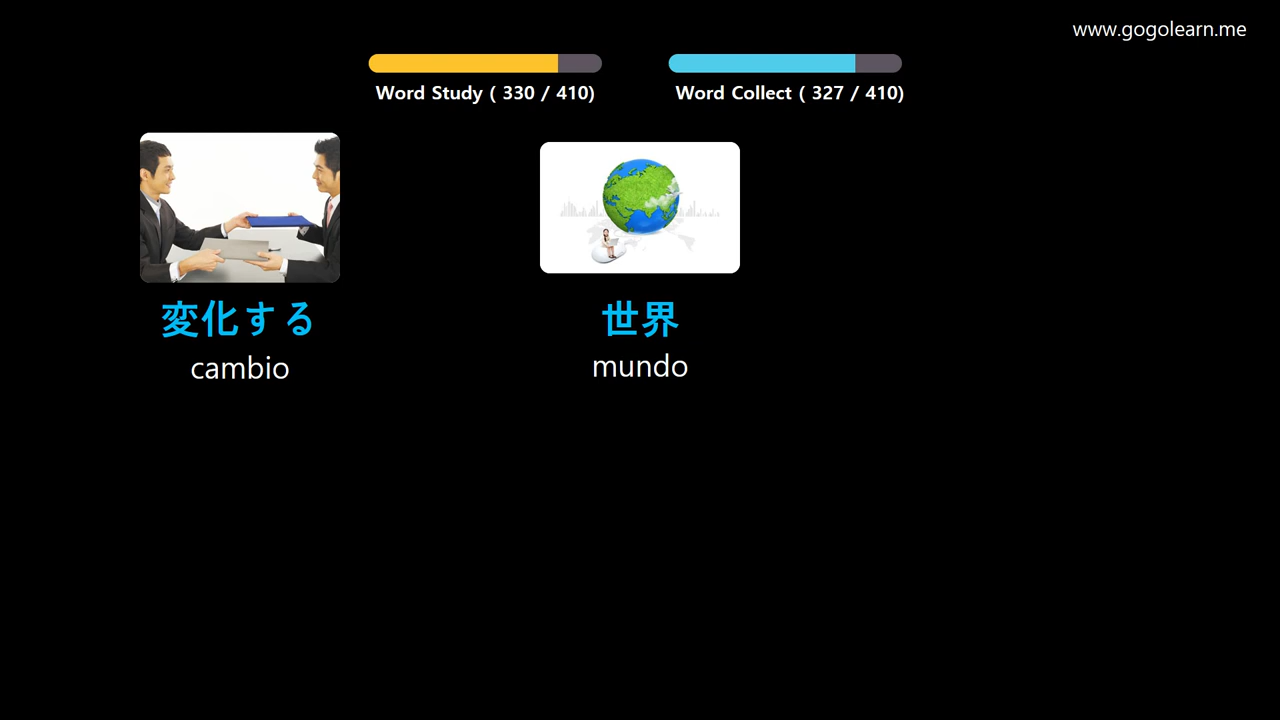 www.gogolearn.me
Word Study ( 330 / 410)
Word Collect ( 327 / 410)
変化する
cambio
世界
mundo